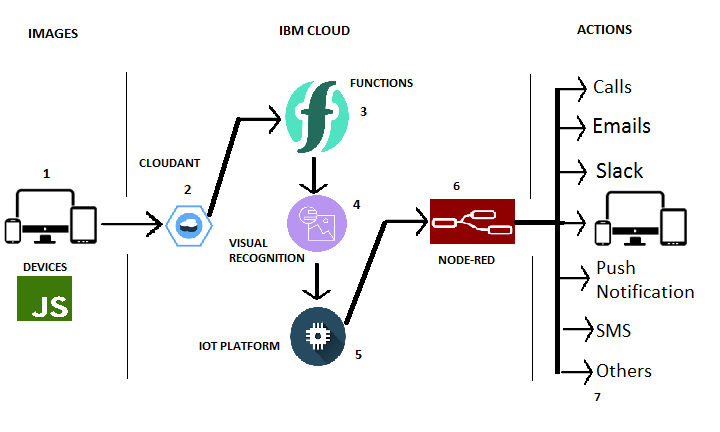 IMAGES
IBM CLOUD
ACTIONS
FUNCTIONS
3
Calls
Emails
Slack
1
CLOUDANT
2
4
6
VISUAL
RECOGNITION
NODE-RED
DEVICES
JS
Push
Notification
IOT PLATFORM
5
SMS
Others
7